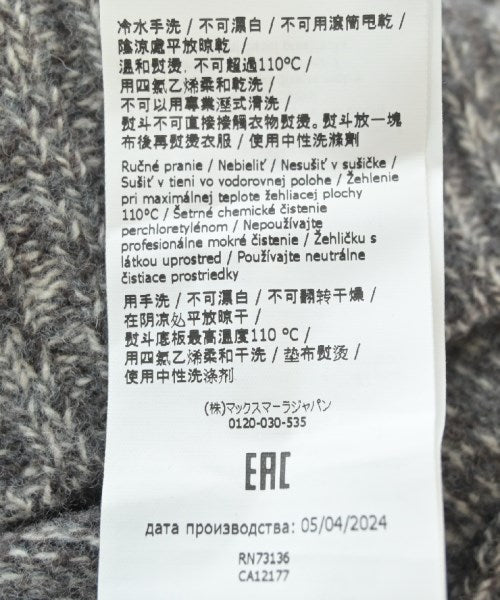 冷水手洗 / 不可漂白 / 不可用滾筒甩乾 /
陰涼處平放晾乾 /
溫和熨燙, 不可超過110ºC /
用四氯乙烯柔和乾洗 /
不可以用專業溼式清洗 /
熨斗不可直接接觸衣物熨燙。熨斗放一塊
布後再熨燙衣服 / 使用中性洗滌劑
Ručné pranie / Nebieliť / Nesušiť v sušičke /
Sušiť v tieni vo vodorovnej polohe / Žehlenie
pri maximálnej teplote žehliacej plochy
110ºC / Šetrné chemické čistenie
perchloretylénom / Nepoužívajte
profesionálne mokré čistenie / Žehličku s
látkou uprostred / Používajte neutrálne
čistiace prostriedky
用手洗 / 不可漂白 / 不可翻转干燥 /
在阴凉处平放晾干 /
熨斗底板最高溫度110 ºC /
用四氯乙烯柔和干洗 / 垫布熨烫 /
使用中性洗涤剂
(株)マックスマーラジャパン
0120-030-535
EAC
дата производства: 05/04/2024
RN73136
CA12177